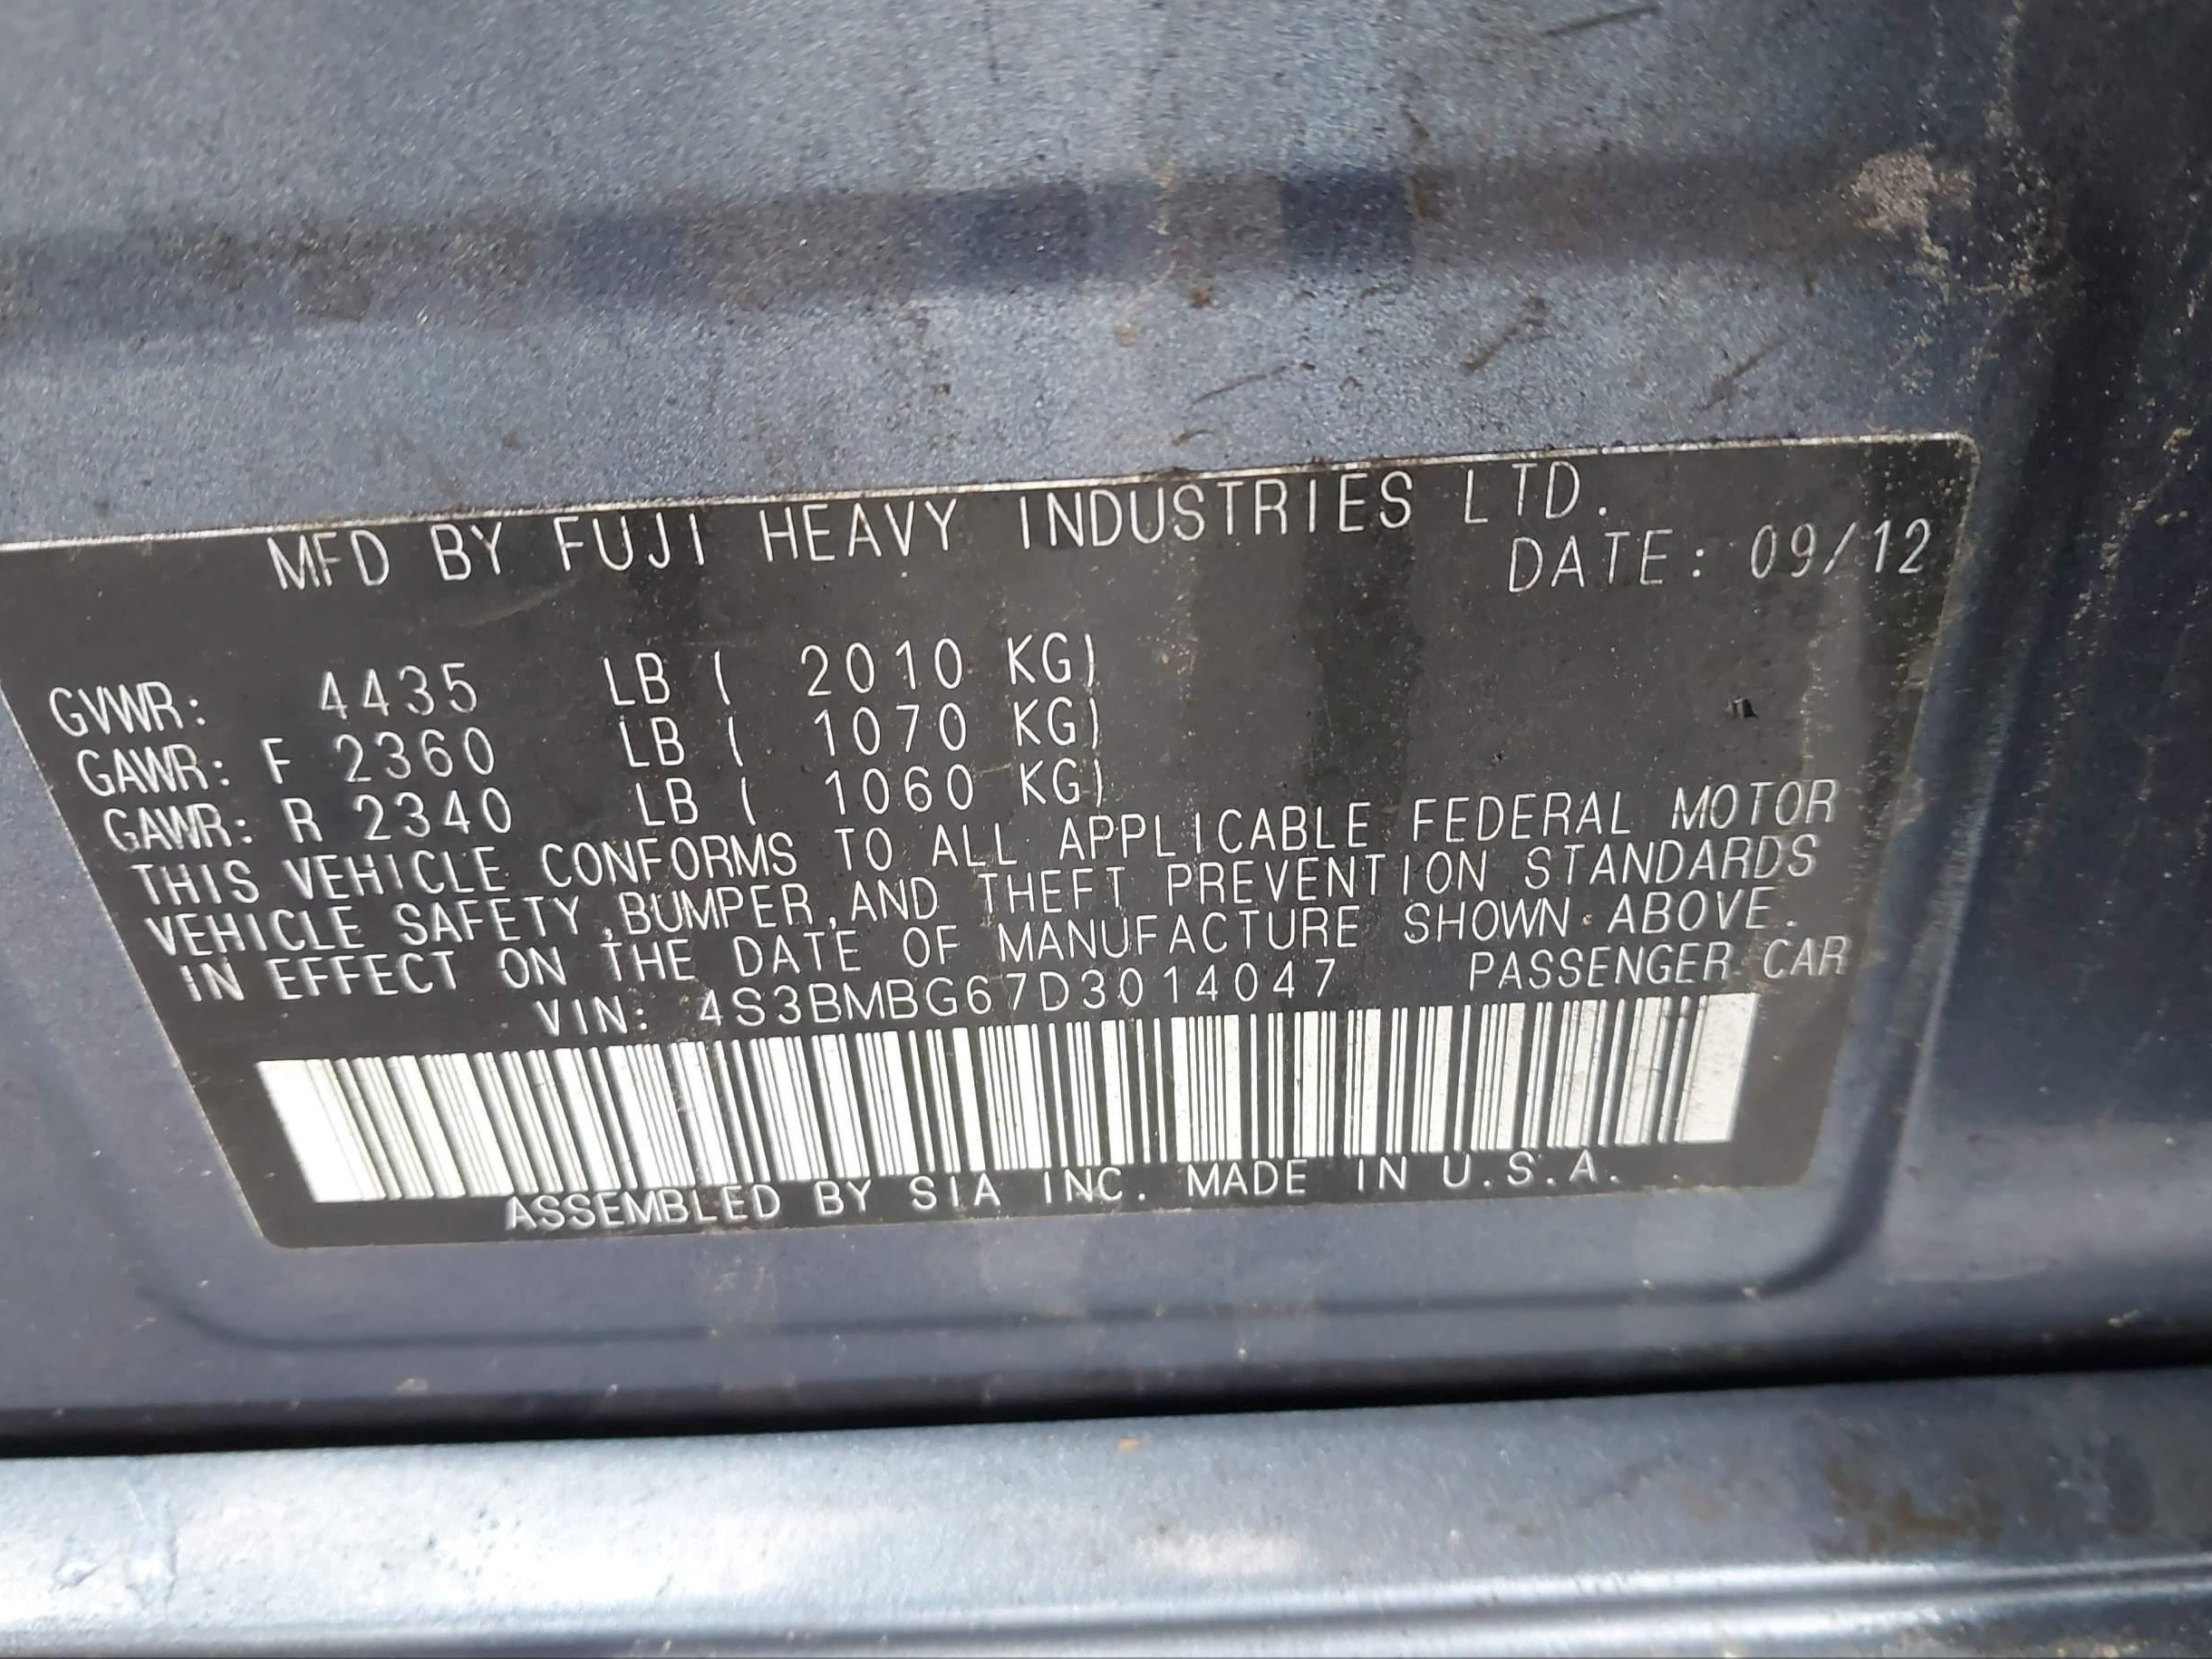 MFD BY FUJI HEAVY INDUSTRIES LTD.
DATE: 09/12
GVWR: 4435 LB ( 2010 KG)
GAWR: F 2360 LB ( 1070 KG)
GAWR: R 2340 LB ( 1060 KG)
THIS VEHICLE CONFORMS TO ALL APPLICABLE FEDERAL MOTOR
VEHICLE SAFETY,BUMPER,AND THEFT PREVENTION STANDARDS
IN EFFECT ON THE DATE OF MANUFACTURE SHOWN ABOVE.
VIN: 4S3BMBG67D3014047 PASSENGER CAR
ASSEMBLED BY SIA INC. MADE IN U.S.A.